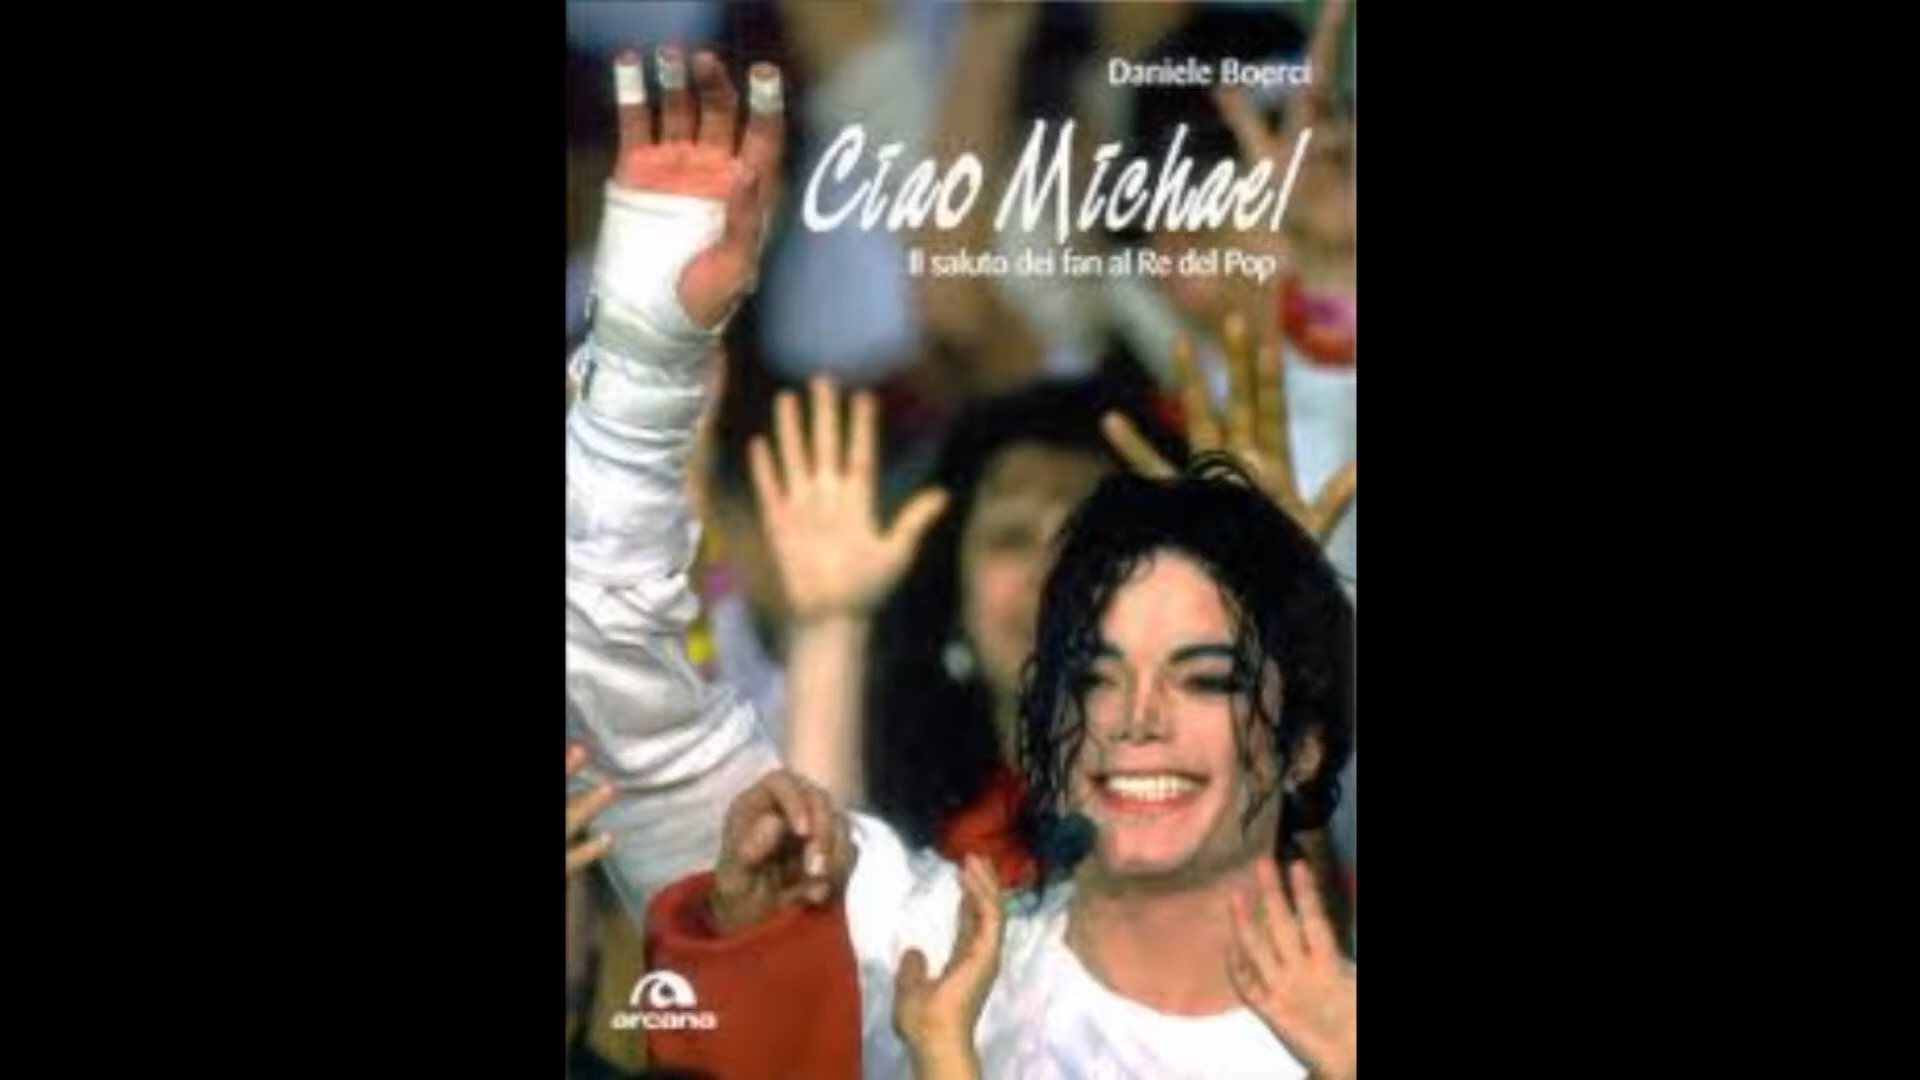 Daniele Boerci
Ciao Michael
Il saluto dei fan al Re del Pop
arcana